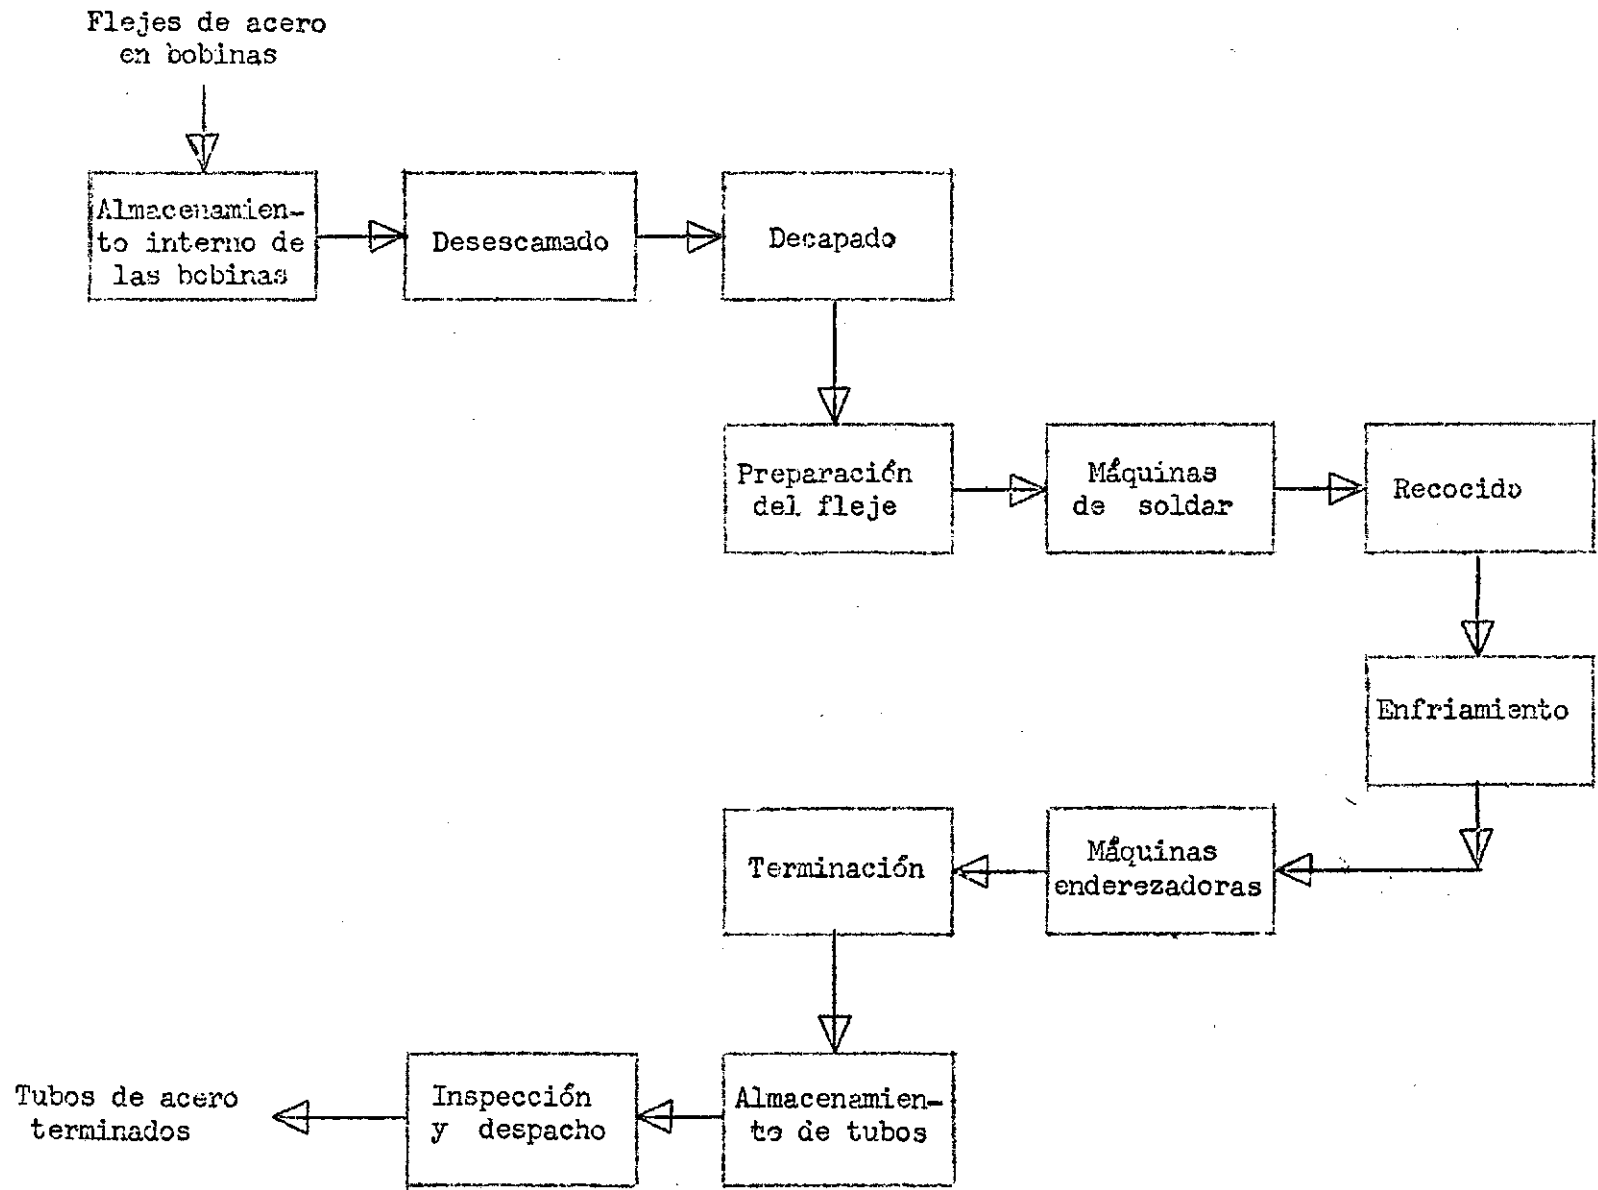 Flejes de acero
en bobinas
Almacenamien-
to interno de
las bobinas
Desescamado
Decapado
Preparación
del fleje
Máquinas
de soldar
Recocido
Enfriamiento
Máquinas
enderezadoras
Terminación
Almacenamien-
to de tubos
Inspección
y despacho
Tubos de acero
terminados